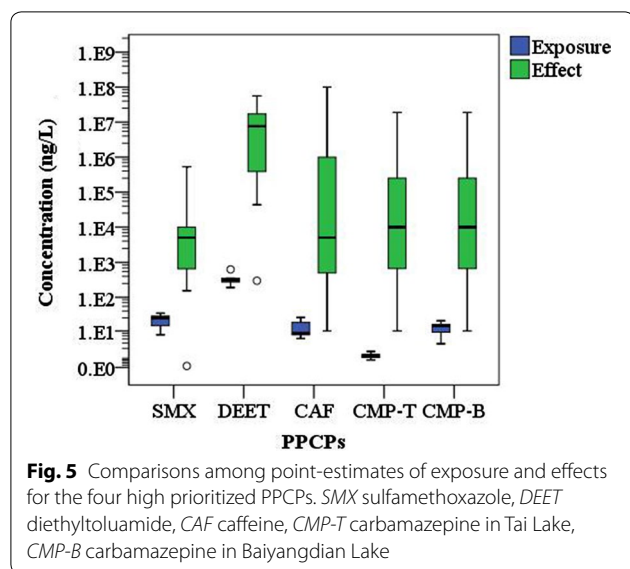 Exposure
Effect
1.E9
1.E8
1.E7
1.E6
1.E5
1.E4
1.E3
1.E2
1.E1
0.E0
Concentration (ng/L)
SMX DEET CAF CMP-T CMP-B
PPCPs
Fig. 5 Comparisons among point-estimates of exposure and effects
for the four high prioritized PPCPs. SMX sulfamethoxazole, DEET
diethyltoluamide, CAF caffeine, CMP-T carbamazepine in Tai Lake,
CMP-B carbamazepine in Baiyangdian Lake